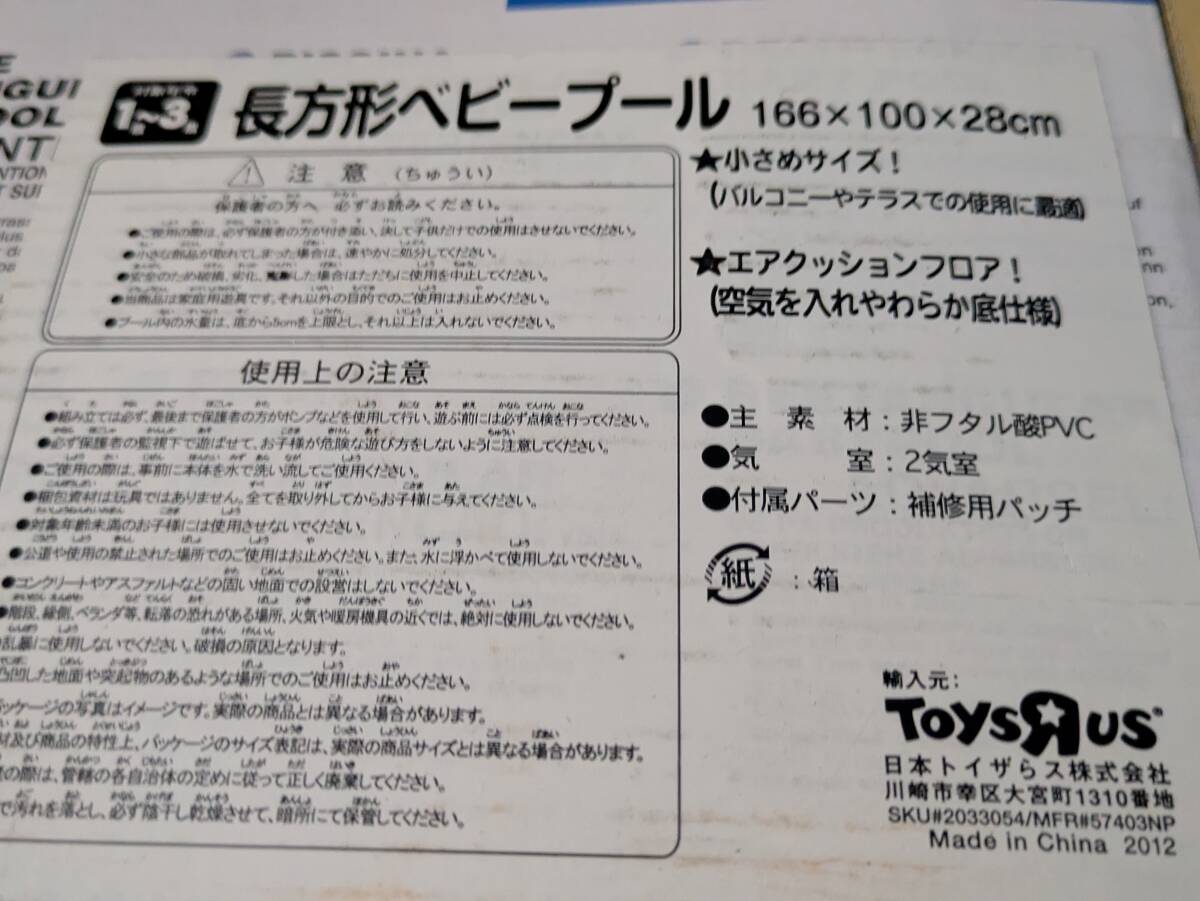 GUI
OOL
NT
NTION
T SUI
1~3
長方形ベビープール 166×100×28cm
注意 (ちゅうい)
保護者の方へ 必ずお読みください。
●ご使用の際は、必ず保護者の方が付き添い、決して子供だけでの使用はさせないでください。
●小さな部品が取れてしまった場合は、速やかに処分してください。
●安全のため破損、劣化、変形した場合はただちに使用を中止してください。
●当商品は家庭用遊具です。それ以外の目的でのご使用はお止めください。
●プール内の水量は、底から5cmを上限とし、それ以上は入れないでください。
★小さめサイズ!
(バルコニーやテラスでの使用に最適)
★エアクッションフロア!
(空気を入れやわらか底仕様)
使用上の注意
●組み立ては必ず、最後まで保護者の方がポンプなどを使用して行い、遊ぶ前には必ず点検を行ってください。
●必ず保護者の監視下で遊ばせて、お子様が危険な遊び方をしないように注意してください。
●ご使用の際は、事前に本体を水で洗い流してご使用ください。
●梱包資材は玩具ではありません。全てを取り外してからお子様に与えてください。
●対象年齢未満のお子様には使用させないでください。
●公道や使用の禁止された場所でのご使用はお止めください。また、水に浮かべて使用しないでください。
●コンクリートやアスファルトなどの固い地面での設営はしないでください。
●階段、縁側、ベランダ等、転落の恐れがある場所、火気や暖房機具の近くでは、絶対に使用しないでください。
乱暴に使用しないでください。破損の原因となります。
凸凹した地面や突起物のあるような場所でのご使用はお止めください。
ッケージの写真はイメージです。実際の商品とは異なる場合があります。
材及び商品の特性上、パッケージのサイズ表記は、実際の商品サイズとは異なる場合があります。
の際は、管轄の各自治体の定めに従って正しく廃棄してください。
で汚れを落とし、必ず陰干し乾燥させて、暗所にて保管してください。
●主素材:非フタル酸PVC
●気室:2気室
●付属パーツ:補修用パッチ
紙:箱
輸入元:
ToysRus
日本トイザらス株式会社
川崎市幸区大宮町1310番地
SKU#2033054/MFR#57403NP
Made in China 2012